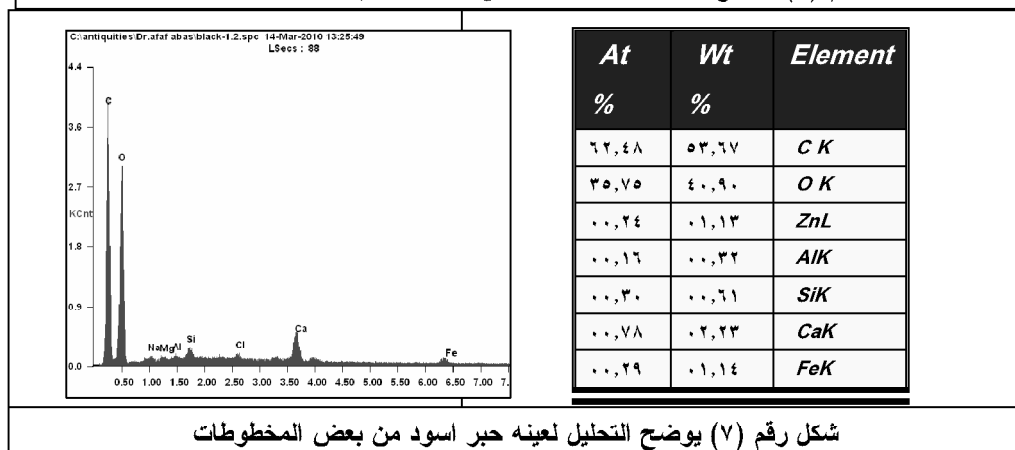 C:\antiquities\Dr.afaf abas\black-1.2.spc 14-Mar-2010 13:25:49
LSecs : 88
4.4
3.6
2.7
KCnt
1.8
0.9
0.0
C
O
Na Mg Al Si Cl Ca Fe
0.50 1.00 1.50 2.00 2.50 3.00 3.50 4.00 4.50 5.00 5.50 6.00 6.50 7.00 7.
At % Wt % Element
٦٢,٤٨ ٥٣,٦٧ C K
٣٥,٧٥ ٤٠,٩٠ O K
٠٠,٢٤ ٠١,١٣ ZnL
٠٠,١٦ ٠٠,٣٢ AlK
٠٠,٣٠ ٠٠,٦١ SiK
٠٠,٧٨ ٠٢,٢٣ CaK
٠٠,٢٩ ٠١,١٤ FeK
شكل رقم (٧) يوضح التحليل لعينه حبر اسود من بعض المخطوطات